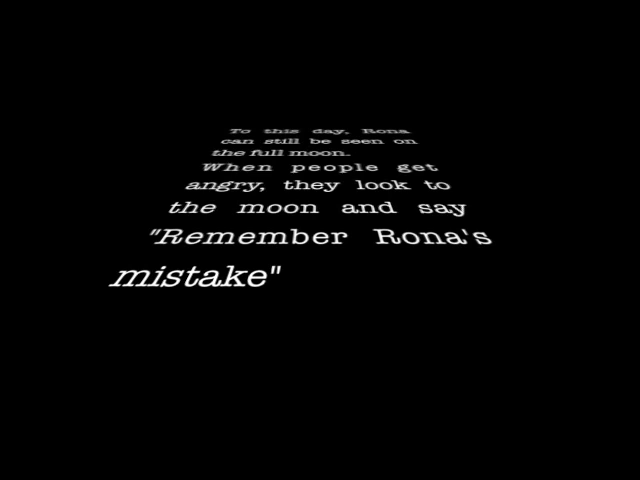 To this day, Rona
can still be seen on
the full moon.
When people get
angry, they look to
the moon and say
"Remember Rona's
mistake"